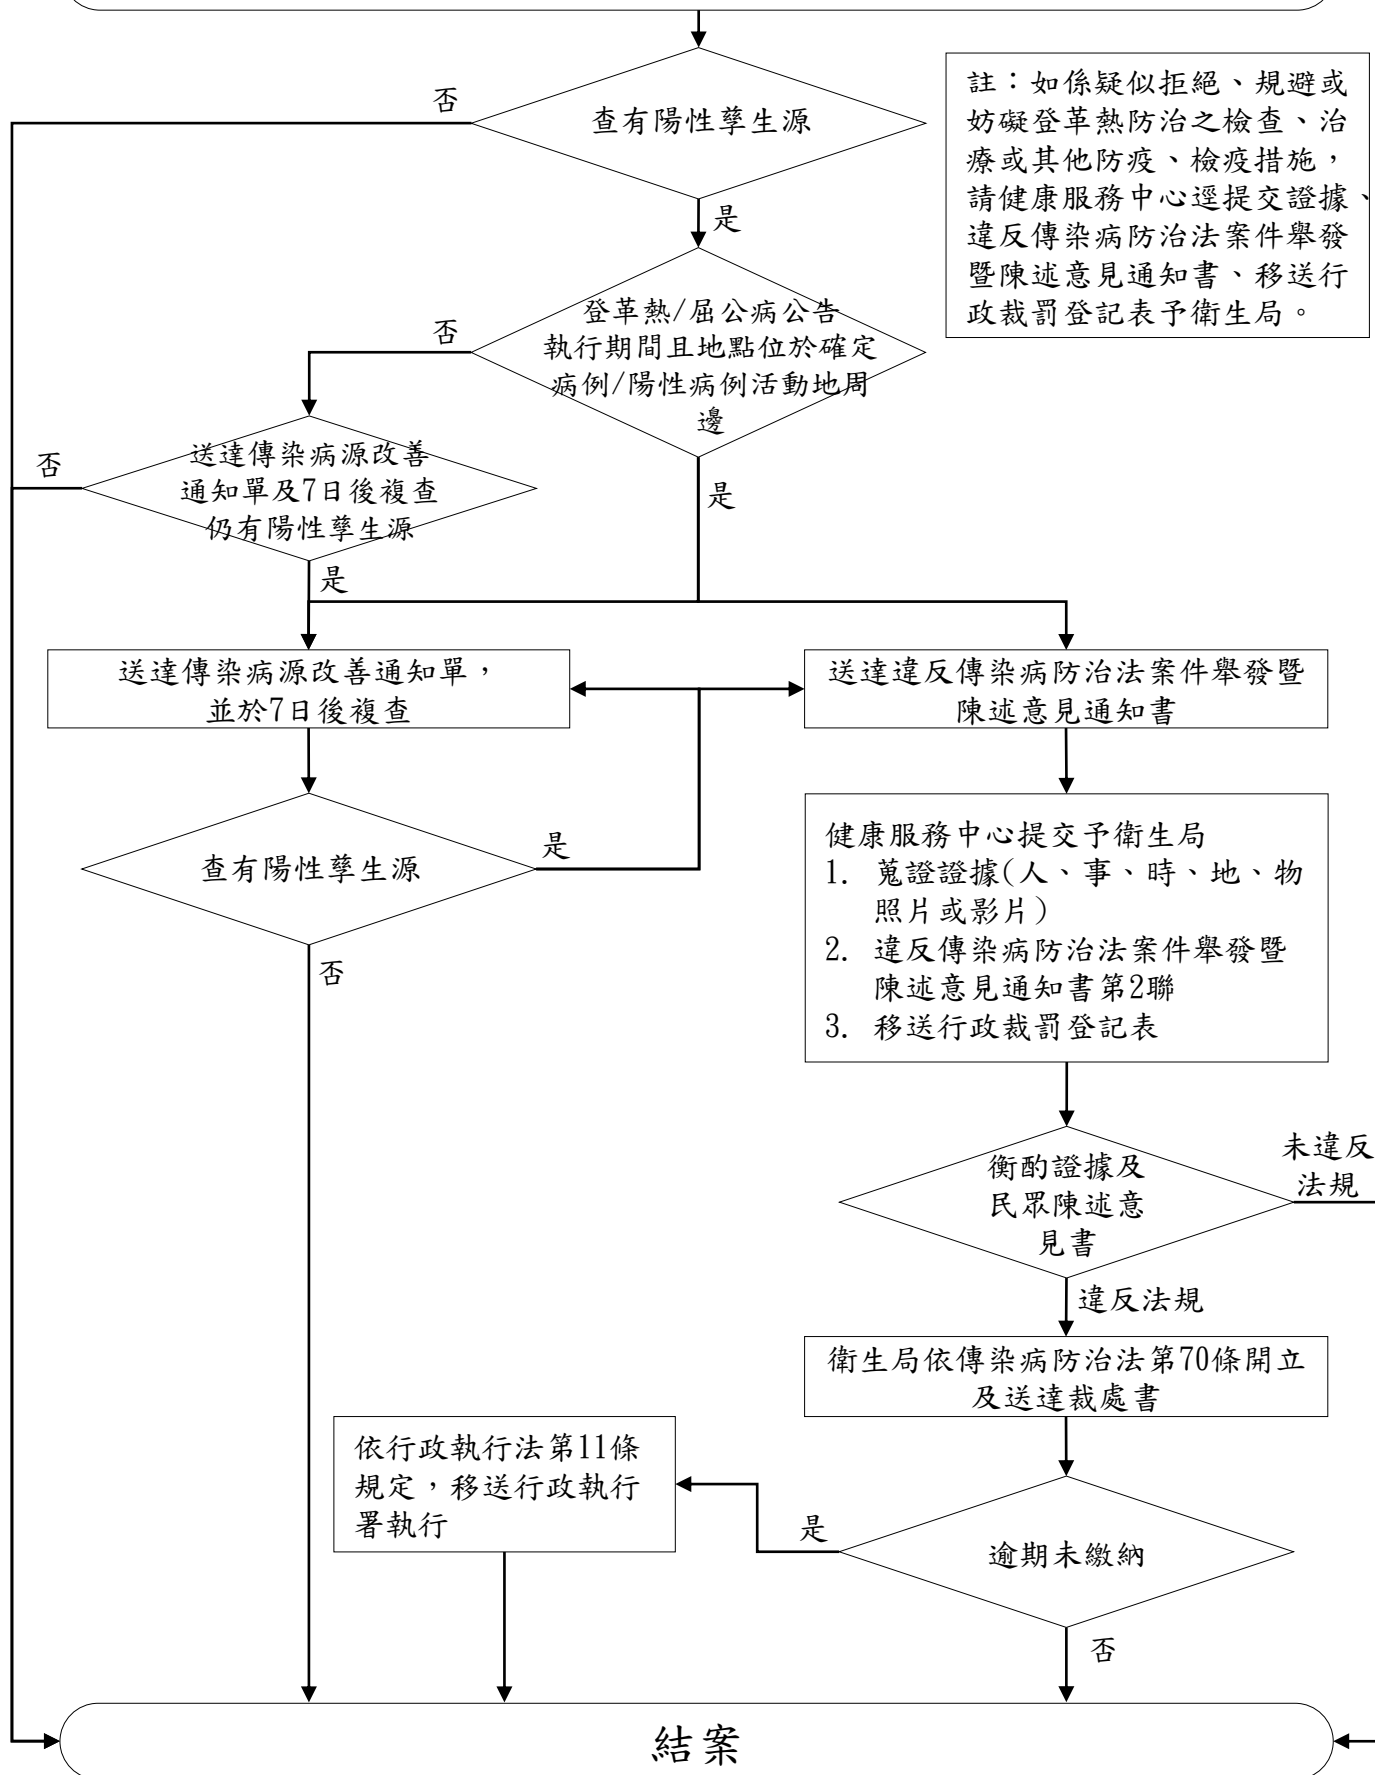 否
查有陽性孳生源
註：如係疑似拒絕、規避或
妨礙登革熱防治之檢查、治
療或其他防疫、檢疫措施，
請健康服務中心逕提交證據、
違反傳染病防治法案件舉發
暨陳述意見通知書、移送行
政裁罰登記表予衛生局。
是
否
登革熱/屈公病公告
執行期間且地點位於確定
病例/陽性病例活動地周
邊
否
送達傳染病源改善
通知單及7日後複查
仍有陽性孳生源
是
是
送達傳染病源改善通知單，
並於7日後複查
送達違反傳染病防治法案件舉發暨
陳述意見通知書
查有陽性孳生源
是
否
健康服務中心提交予衛生局
1. 蒐證證據(人、事、時、地、物
照片或影片)
2. 違反傳染病防治法案件舉發暨
陳述意見通知書第2聯
3. 移送行政裁罰登記表
衡酌證據及
民眾陳述意
見書
未違反
法規
違反法規
衛生局依傳染病防治法第70條開立
及送達裁處書
依行政執行法第11條
規定，移送行政執行
署執行
是
逾期未繳納
否
結案